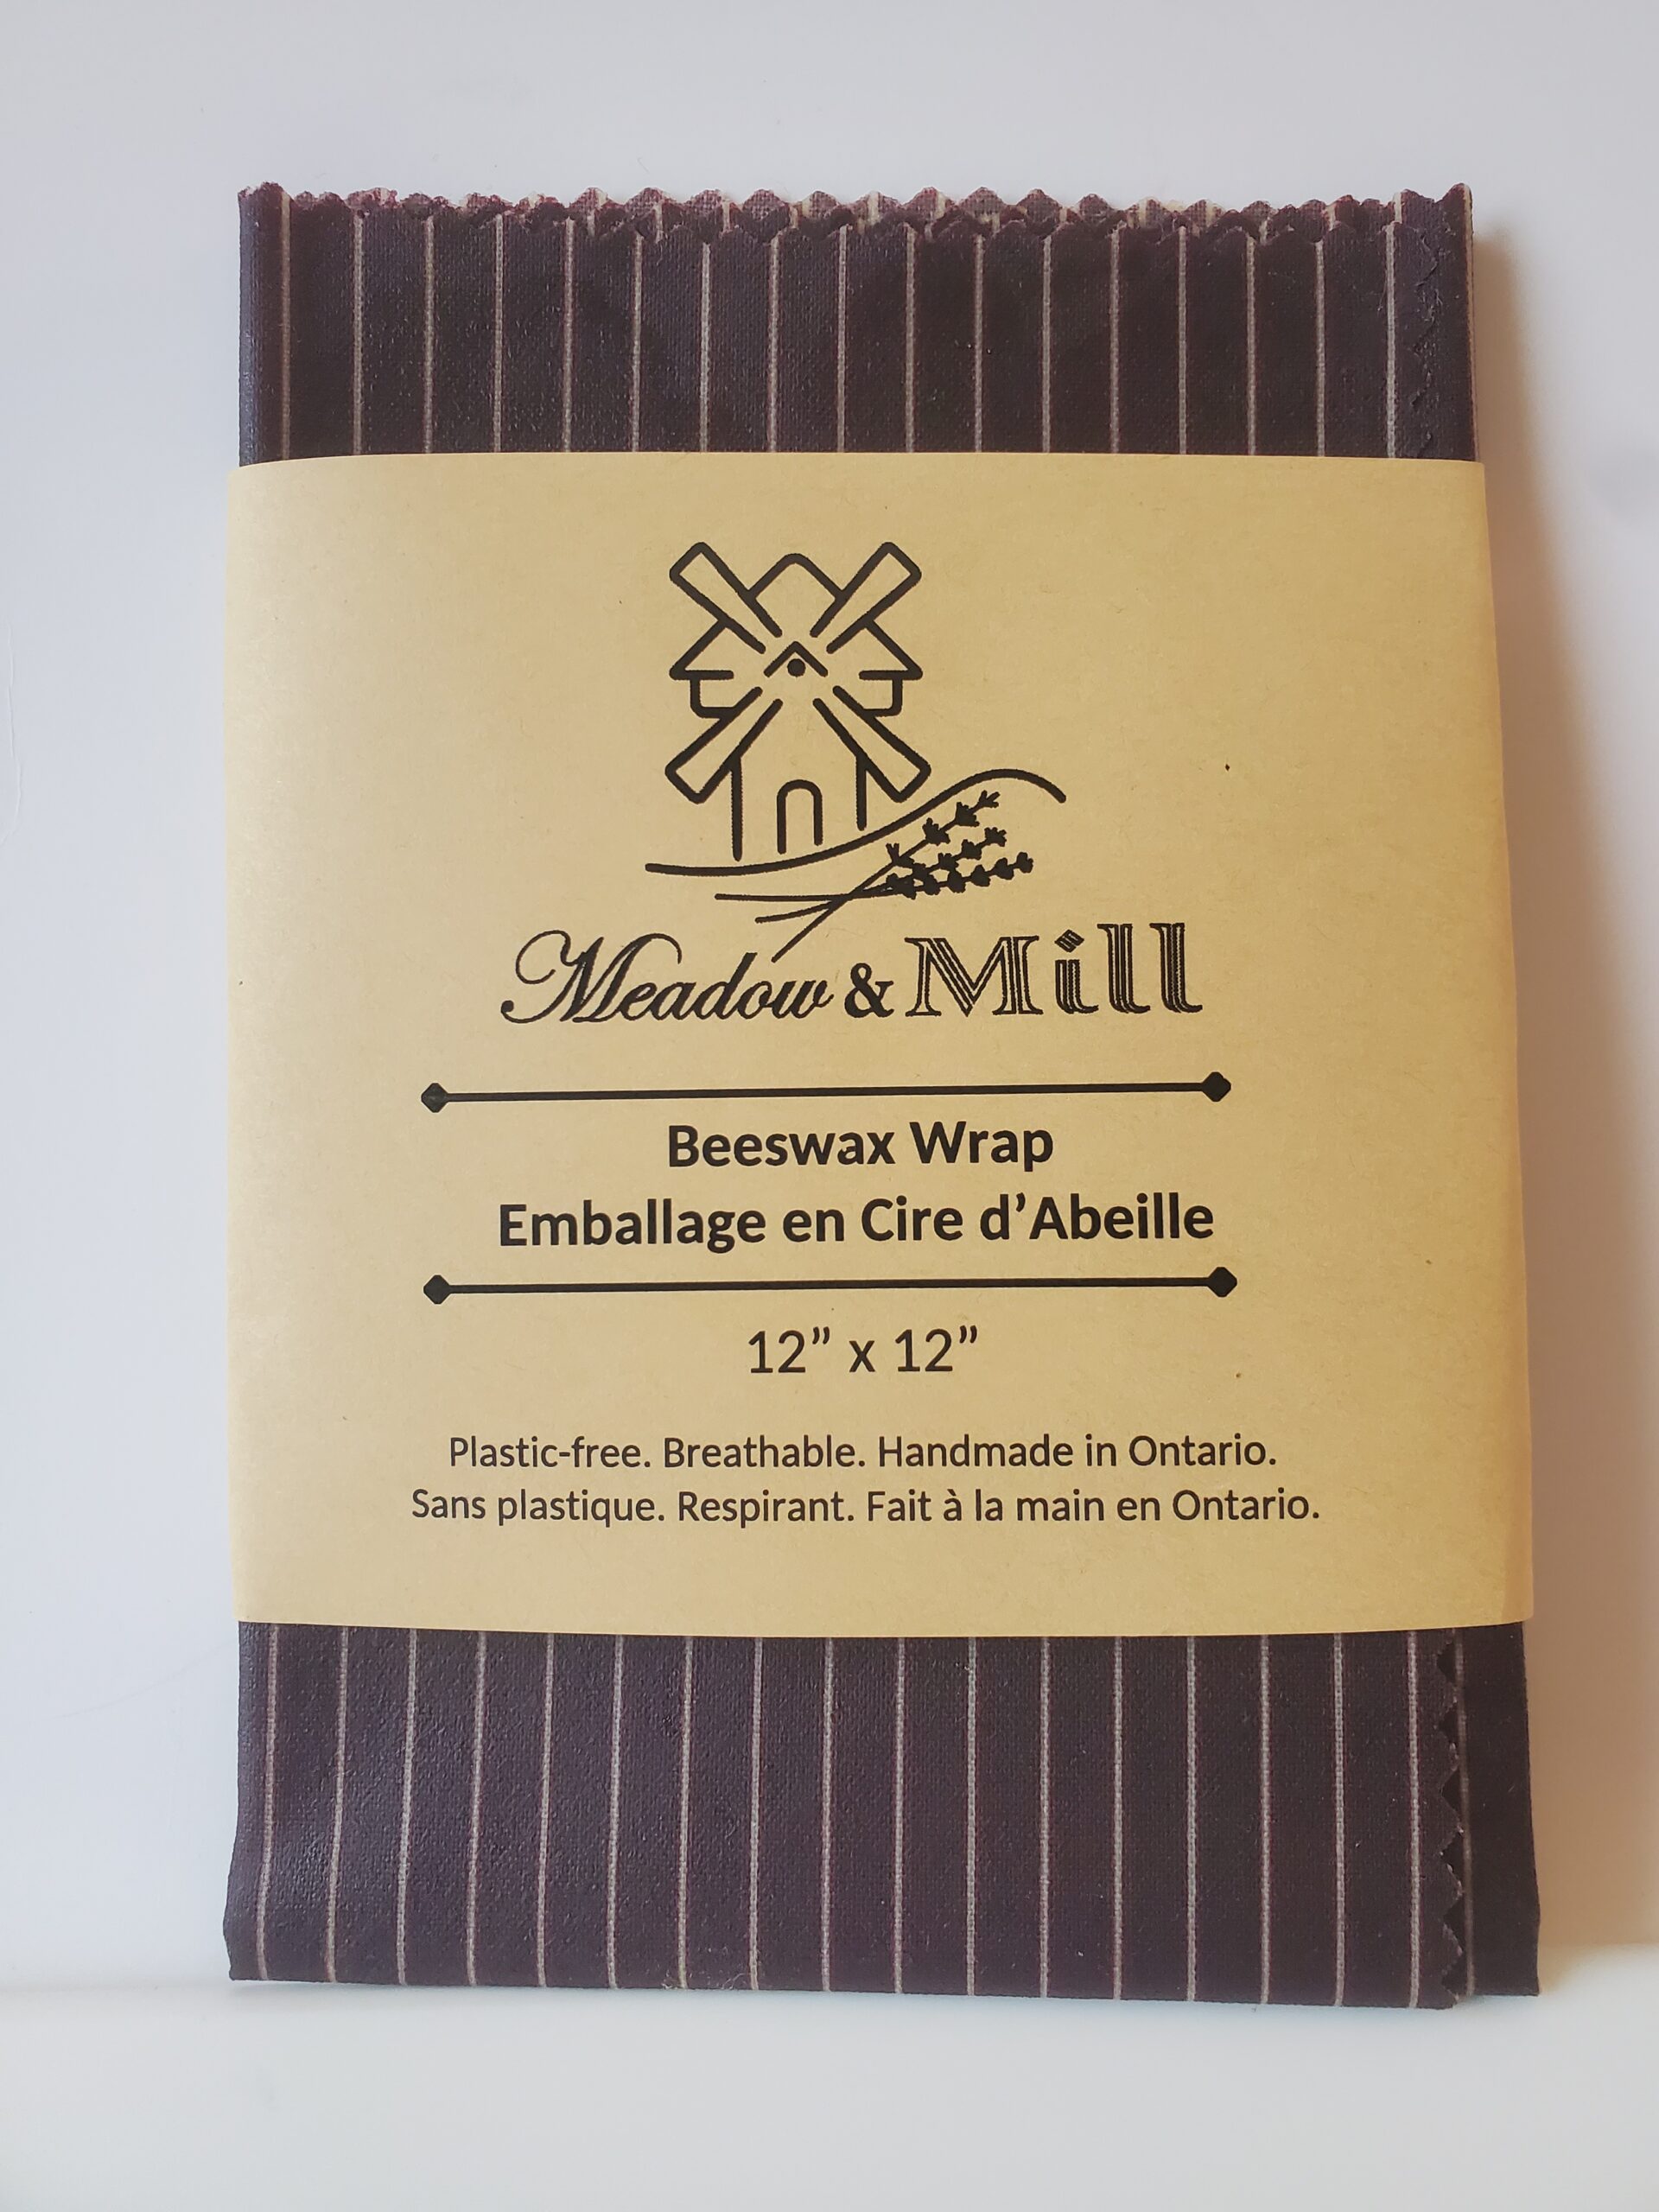 Meadow & Mill
Beeswax Wrap
Emballage en Cire d’Abeille
12” x 12”
Plastic-free. Breathable. Handmade in Ontario.
Sans plastique. Respirant. Fait à la main en Ontario.